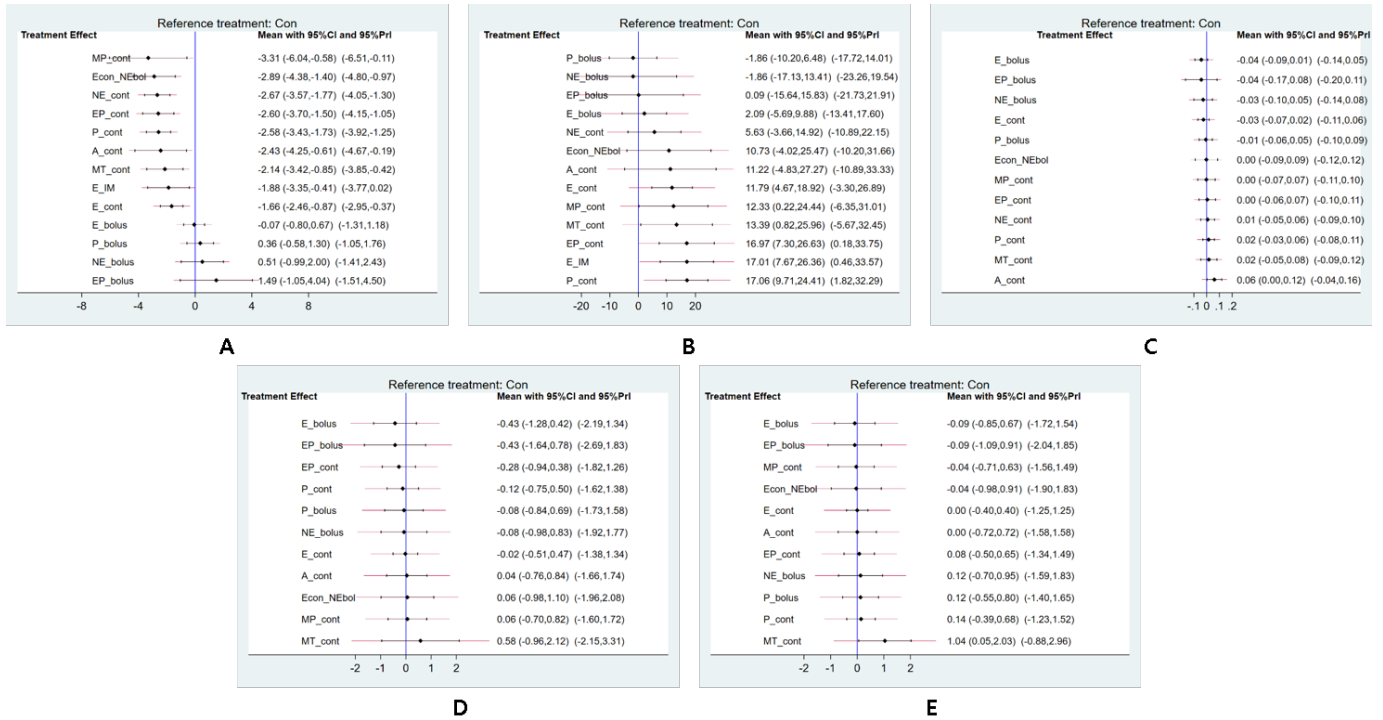 Reference treatment: Con
Treatment Effect Mean with 95%CI and 95%PrI
MP_cont -3.31 (-6.04,-0.58) (-6.51,-0.11)
Econ_NEbol -2.89 (-4.38,-1.40) (-4.80,-0.97)
NE_cont -2.67 (-3.57,-1.77) (-4.05,-1.30)
EP_cont -2.60 (-3.70,-1.50) (-4.15,-1.05)
P_cont -2.58 (-3.43,-1.73) (-3.92,-1.25)
A_cont -2.43 (-4.25,-0.61) (-4.67,-0.19)
MT_cont -2.14 (-3.42,-0.85) (-3.85,-0.42)
E_IM -1.88 (-3.35,-0.41) (-3.77,0.02)
E_cont -1.66 (-2.46,-0.87) (-2.95,-0.37)
E_bolus -0.07 (-0.80,0.67) (-1.31,1.18)
P_bolus 0.36 (-0.58,1.30) (-1.05,1.76)
NE_bolus 0.51 (-0.99,2.00) (-1.41,2.43)
EP_bolus 1.49 (-1.05,4.04) (-1.51,4.50)
-8 -4 0 4 8
A
Reference treatment: Con
Treatment Effect Mean with 95%CI and 95%PrI
P_bolus -1.86 (-10.20,6.48) (-17.72,14.01)
NE_bolus -1.86 (-17.13,13.41) (-23.26,19.54)
EP_bolus 0.09 (-15.64,15.83) (-21.73,21.91)
E_bolus 2.09 (-5.69,9.88) (-13.41,17.60)
NE_cont 5.63 (-3.66,14.92) (-10.89,22.15)
Econ_NEbol 10.73 (-4.02,25.47) (-10.20,31.66)
A_cont 11.22 (-4.83,27.27) (-10.89,33.33)
E_cont 11.79 (4.67,18.92) (-3.30,26.89)
MP_cont 12.33 (0.22,24.44) (-6.35,31.01)
MT_cont 13.39 (0.82,25.96) (-5.67,32.45)
EP_cont 16.97 (7.30,26.63) (0.18,33.75)
E_IM 17.01 (7.67,26.36) (0.46,33.57)
P_cont 17.06 (9.71,24.41) (1.82,32.29)
-20 -10 0 10 20
B
Reference treatment: Con
Treatment Effect Mean with 95%CI and 95%PrI
E_bolus -0.04 (-0.09,0.01) (-0.14,0.05)
EP_bolus -0.04 (-0.17,0.08) (-0.20,0.11)
NE_bolus -0.03 (-0.10,0.05) (-0.14,0.08)
E_cont -0.03 (-0.07,0.02) (-0.11,0.06)
P_bolus -0.01 (-0.06,0.05) (-0.10,0.09)
Econ_NEbol 0.00 (-0.09,0.09) (-0.12,0.12)
MP_cont 0.00 (-0.07,0.07) (-0.11,0.10)
EP_cont 0.00 (-0.06,0.07) (-0.10,0.11)
NE_cont 0.01 (-0.05,0.06) (-0.09,0.10)
P_cont 0.02 (-0.03,0.06) (-0.08,0.11)
MT_cont 0.02 (-0.05,0.08) (-0.09,0.12)
A_cont 0.06 (0.00,0.12) (-0.04,0.16)
-.1 0 .1 .2
C
Reference treatment: Con
Treatment Effect Mean with 95%CI and 95%PrI
E_bolus -0.43 (-1.28,0.42) (-2.19,1.34)
EP_bolus -0.43 (-1.64,0.78) (-2.69,1.83)
EP_cont -0.28 (-0.94,0.38) (-1.82,1.26)
P_cont -0.12 (-0.75,0.50) (-1.62,1.38)
P_bolus -0.08 (-0.84,0.69) (-1.73,1.58)
NE_bolus -0.08 (-0.98,0.83) (-1.92,1.77)
E_cont -0.02 (-0.51,0.47) (-1.38,1.34)
A_cont 0.04 (-0.76,0.84) (-1.66,1.74)
Econ_NEbol 0.06 (-0.98,1.10) (-1.96,2.08)
MP_cont 0.06 (-0.70,0.82) (-1.60,1.72)
MT_cont 0.58 (-0.96,2.12) (-2.15,3.31)
-2 -1 0 1 2
D
Reference treatment: Con
Treatment Effect Mean with 95%CI and 95%PrI
E_bolus -0.09 (-0.85,0.67) (-1.72,1.54)
EP_bolus -0.09 (-1.09,0.91) (-2.04,1.85)
MP_cont -0.04 (-0.71,0.63) (-1.56,1.49)
Econ_NEbol -0.04 (-0.98,0.91) (-1.90,1.83)
E_cont 0.00 (-0.40,0.40) (-1.25,1.25)
A_cont 0.00 (-0.72,0.72) (-1.58,1.58)
EP_cont 0.08 (-0.50,0.65) (-1.34,1.49)
NE_bolus 0.12 (-0.70,0.95) (-1.59,1.83)
P_bolus 0.12 (-0.55,0.80) (-1.40,1.65)
P_cont 0.14 (-0.39,0.68) (-1.23,1.52)
MT_cont 1.04 (0.05,2.03) (-0.88,2.96)
-2 -1 0 1 2
E